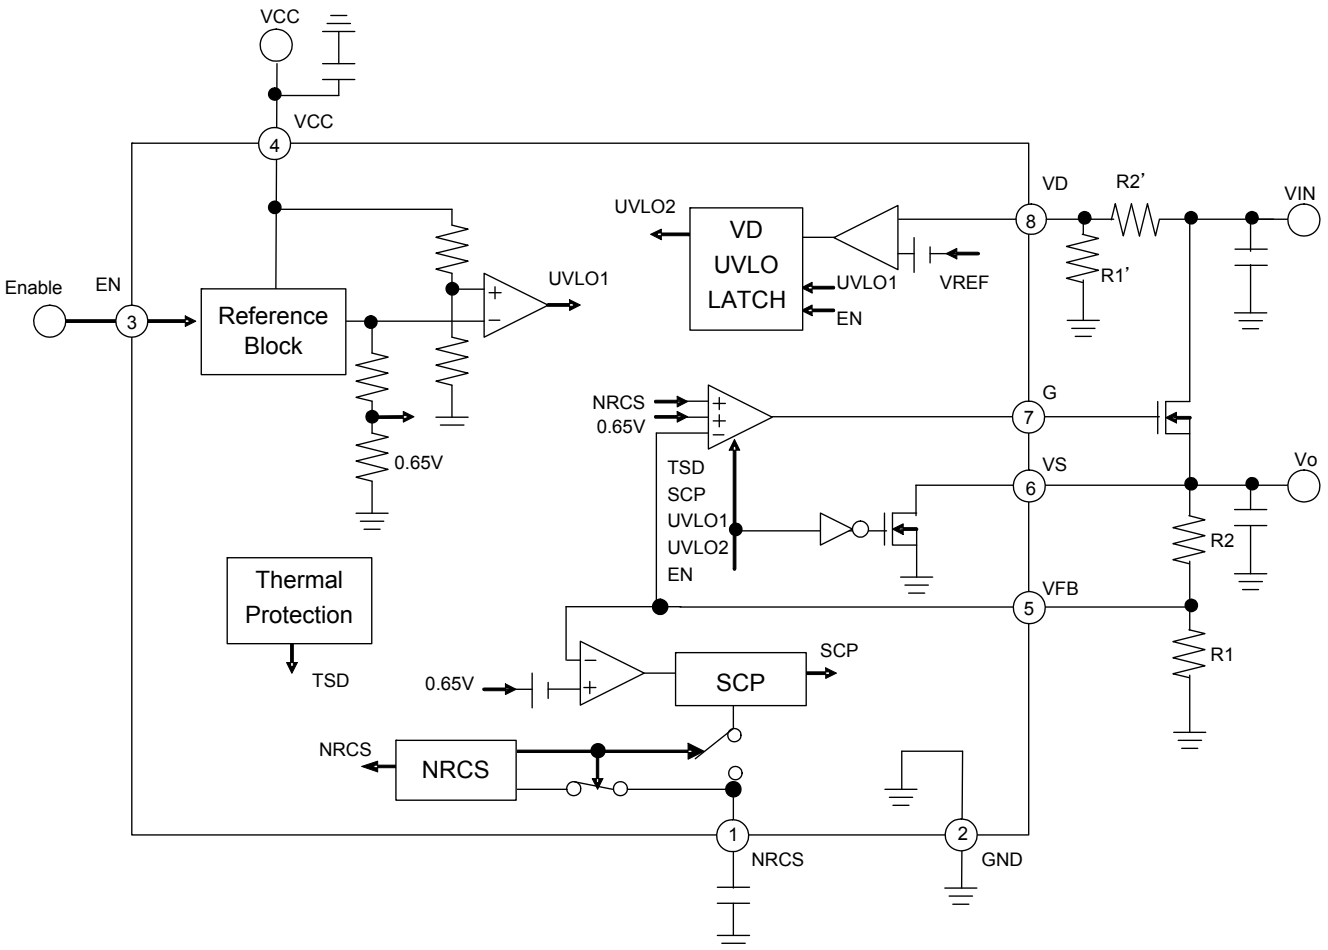 VCC
VCC
4
VD
R2’
VIN
8
UVLO2
VD
UVLO
LATCH
R1’
EN
UVLO1
UVLO1
VREF
Enable
+
3
Reference
Block
−
EN
NRCS
+
G
0.65V
+
7
−
0.65V
TSD
SCP
UVLO1
UVLO2
EN
VS
6
Vo
R2
Thermal
Protection
VFB
5
TSD
−
SCP
R1
0.65V
+
SCP
NRCS
NRCS
1
2
NRCS
GND